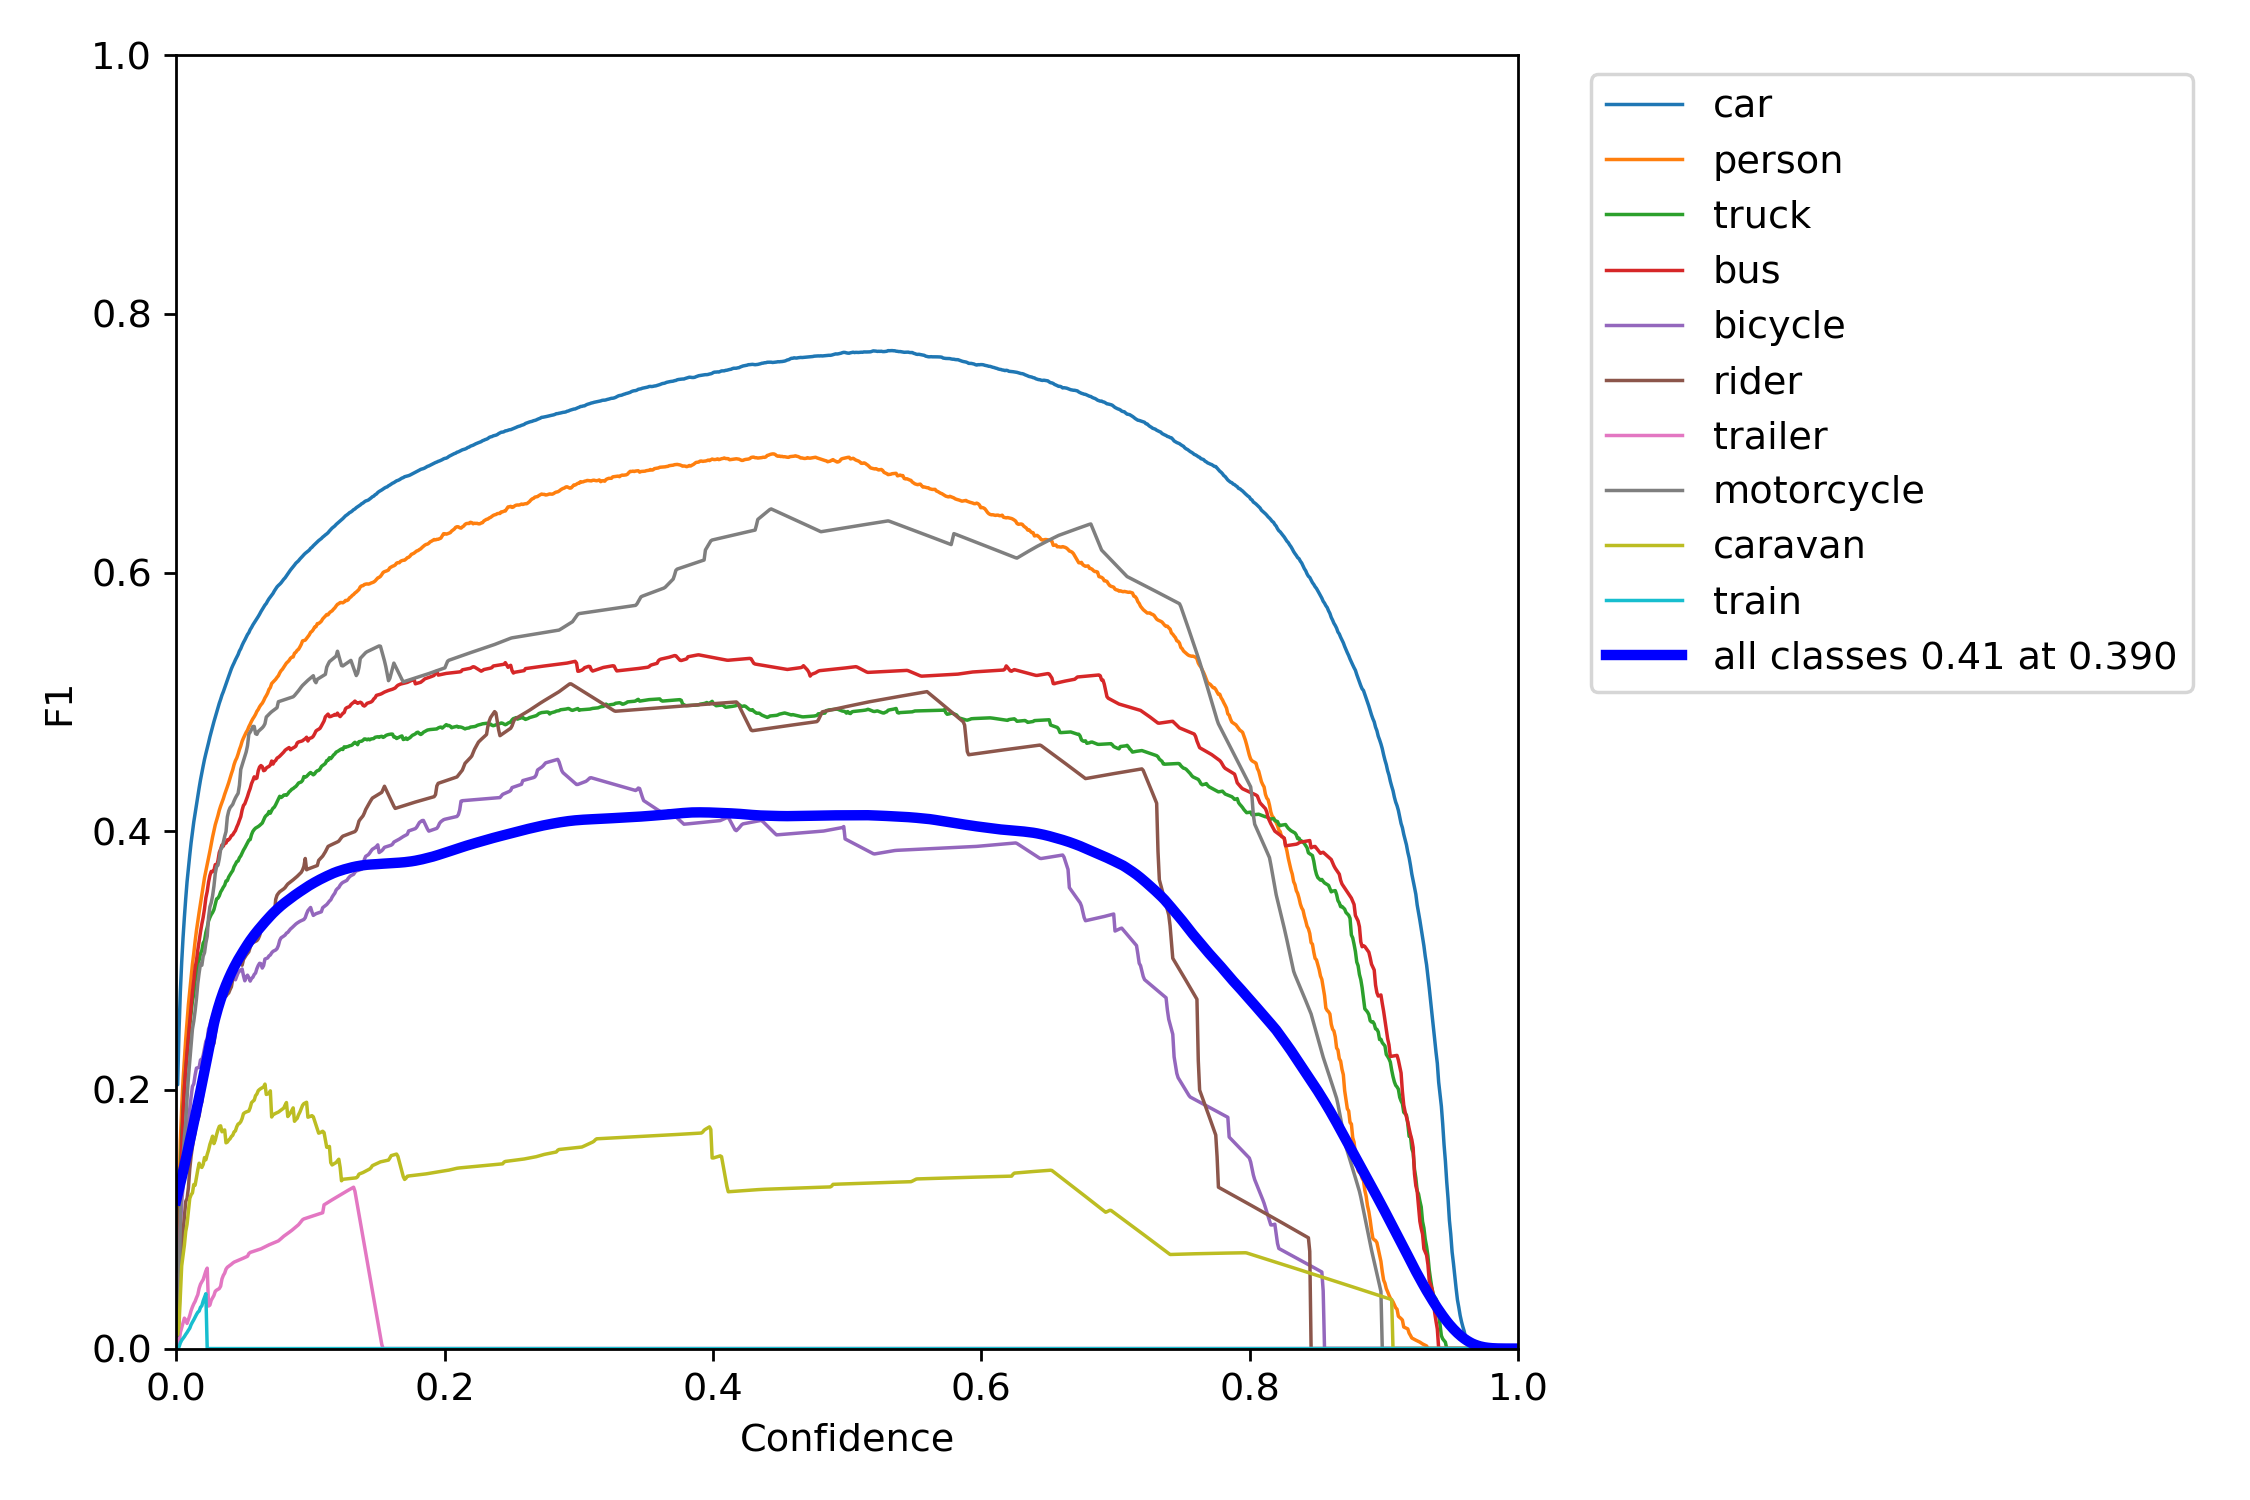 1.0
0.8
0.6
0.4
0.2
0.0
F1
0.0 0.2 0.4 0.6 0.8 1.0
Confidence
car
person
truck
bus
bicycle
rider
trailer
motorcycle
caravan
train
all classes 0.41 at 0.390